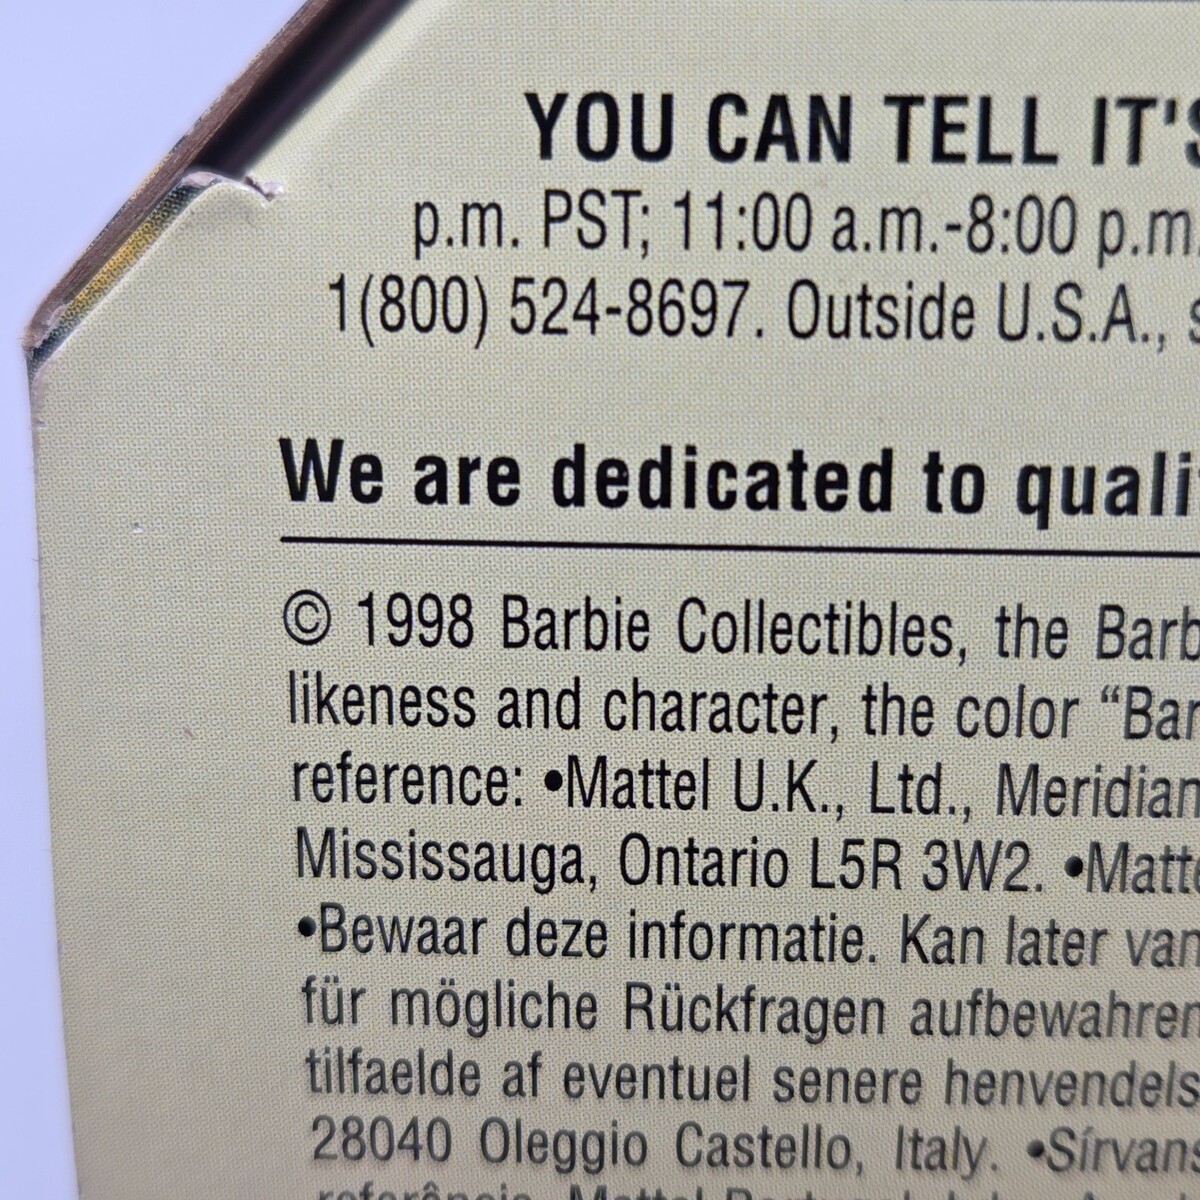 YOU CAN TELL IT'S
p.m. PST; 11:00 a.m.-8:00 p.m.
1(800) 524-8697. Outside U.S.A.,
We are dedicated to quali
© 1998 Barbie Collectibles, the Barb
likeness and character, the color “Bar
reference: •Mattel U.K., Ltd., Meridian
Mississauga, Ontario L5R 3W2. •Matte
•Bewaar deze informatie. Kan later van
für mögliche Rückfragen aufbewahren
tilfaelde af eventuel senere henvendels
28040 Oleggio Castello, Italy. •Sírvans